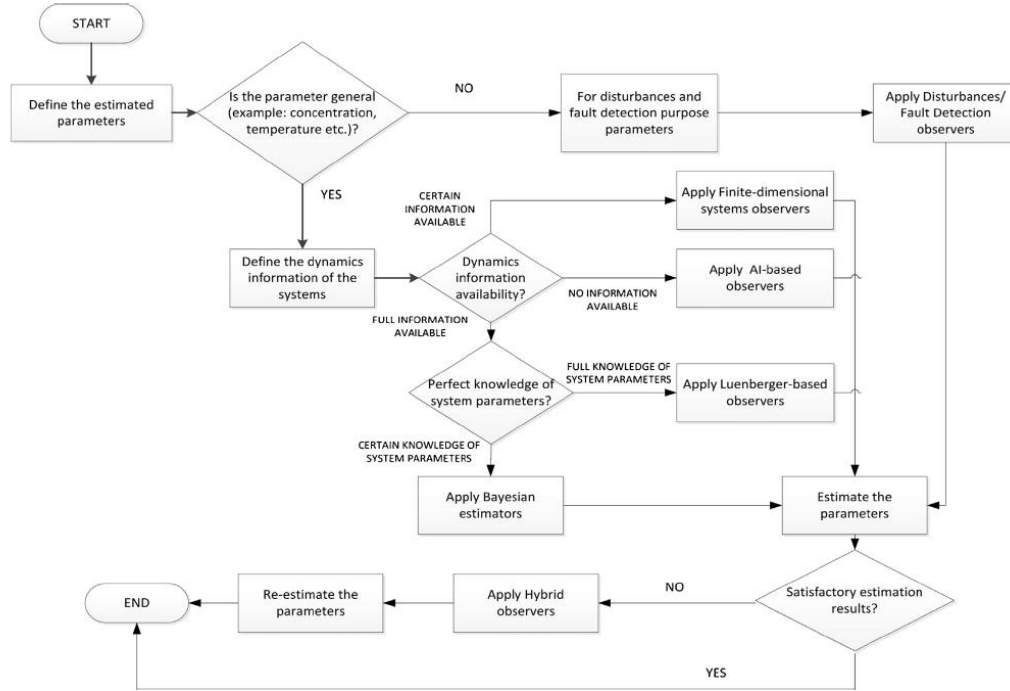 START
Define the estimated
parameters
Is the parameter general
(example: concentration,
temperature etc.)?
NO
For disturbances and
fault detection purpose
parameters
Apply Disturbances/
Fault Detection
observers
YES
CERTAIN
INFORMATION
AVAILABLE
Apply Finite-dimensional
systems observers
Define the dynamics
information of the
systems
Dynamics
information
availability?
NO INFORMATION
AVAILABLE
Apply AI-based
observers
FULL INFORMATION
AVAILABLE
Perfect knowledge of
system parameters?
FULL KNOWLEDGE OF
SYSTEM PARAMETERS
Apply Luenberger-based
observers
CERTAIN KNOWLEDGE OF
SYSTEM PARAMETERS
Apply Bayesian
estimators
Estimate the
parameters
Satisfactory estimation
results?
NO
Apply Hybrid
observers
Re-estimate the
parameters
END
YES